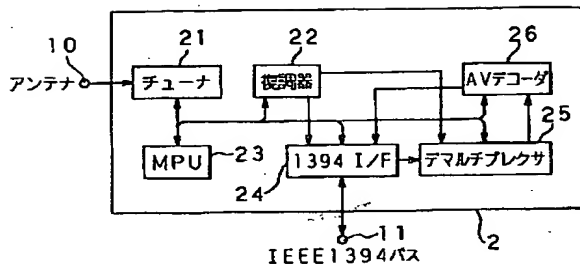 10
アンテナ
21
チューナ
22
復調器
26
AVデコーダ
25
MPU
23
24
1394 I/F
デマルチプレクサ
11
2
IEEE1394バス